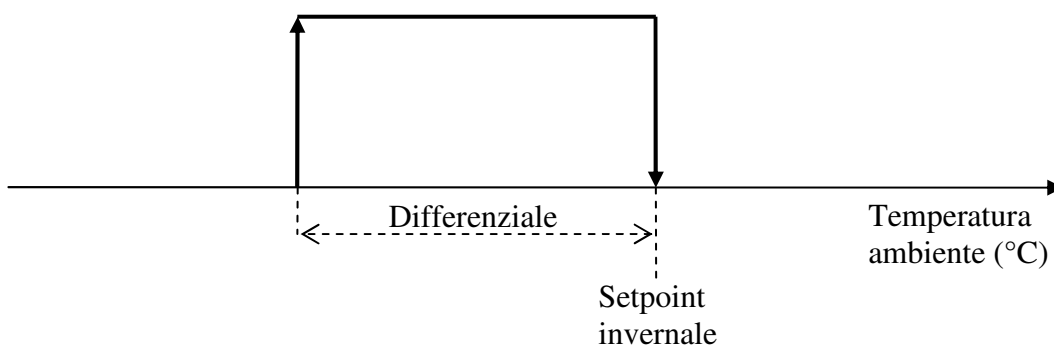 Differenziale
Temperatura
ambiente (°C)
Setpoint
invernale